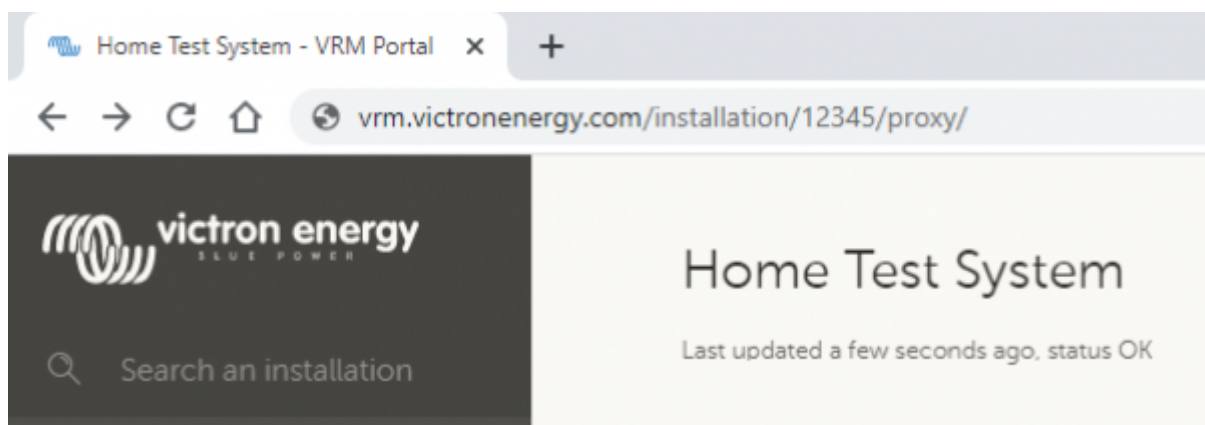 Home Test System - VRM Portal
vrm.victronenergy.com/installation/12345/proxy/
victron energy
BLUE POWER
Home Test System
Last updated a few seconds ago, status OK
Search an installation